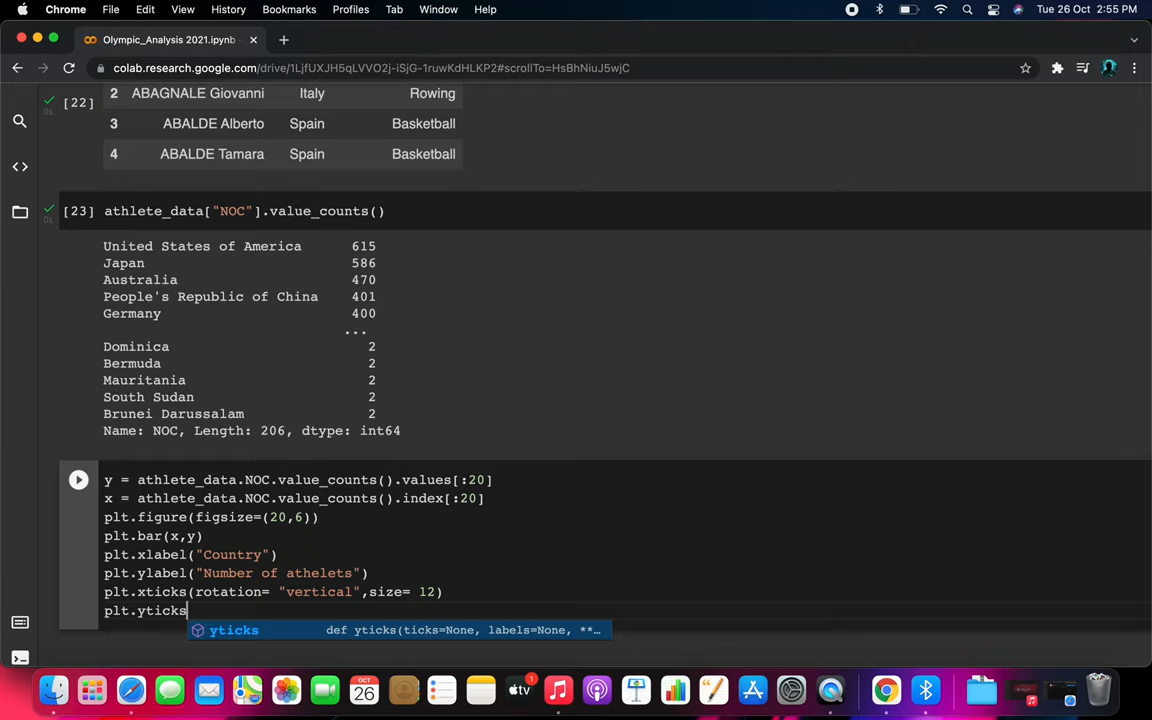 Chrome File Edit View History Bookmarks Profiles Tab Window Help Tue 26 Oct 2:55 PM
Olympic_Analysis 2021.ipynb
colab.research.google.com/drive/1LjfUXJH5qLVVO2j-iSjG-1ruwKdHLKP2#scrollTo=HsBhNiuJ5wjC
[22] 2 ABAGNALE Giovanni Italy Rowing
0s
3 ABALDE Alberto Spain Basketball
4 ABALDE Tamara Spain Basketball
[23] athlete_data["NOC"].value_counts()
0s
United States of America 615
Japan 586
Australia 470
People's Republic of China 401
Germany 400
...
Dominica 2
Bermuda 2
Mauritania 2
South Sudan 2
Brunei Darussalam 2
Name: NOC, Length: 206, dtype: int64
y = athlete_data.NOC.value_counts().values[:20]
x = athlete_data.NOC.value_counts().index[:20]
plt.figure(figsize=(20,6))
plt.bar(x,y)
plt.xlabel("Country")
plt.ylabel("Number of athelets")
plt.xticks(rotation= "vertical",size= 12)
plt.yticks
yticks def yticks(ticks=None, labels=None, **…
OCT
26
tv
1